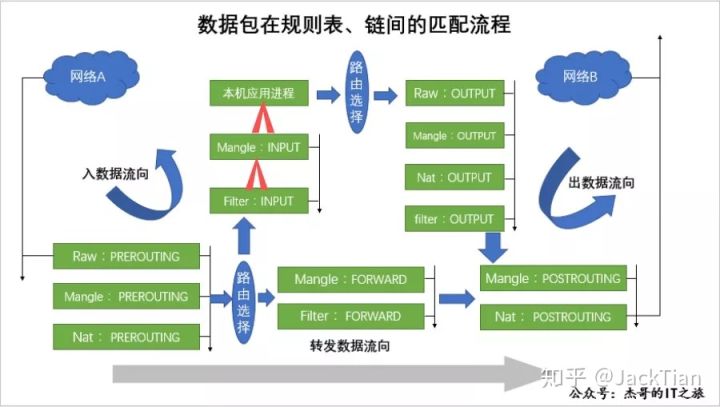 数据包在规则表、链间的匹配流程
网络A
本机应用进程
路由选择
Raw：OUTPUT
网络B
Mangle：INPUT
Mangle：OUTPUT
入数据流向
Nat：OUTPUT
出数据流向
Filter：INPUT
filter：OUTPUT
Raw：PREROUTING
Mangle：PREROUTING
Nat：PREROUTING
路由选择
Mangle：FORWARD
Filter： FORWARD
Mangle：POSTROUTING
Nat： POSTROUTING
转发数据流向
知乎 @JackTian
公众号：杰哥的IT之旅